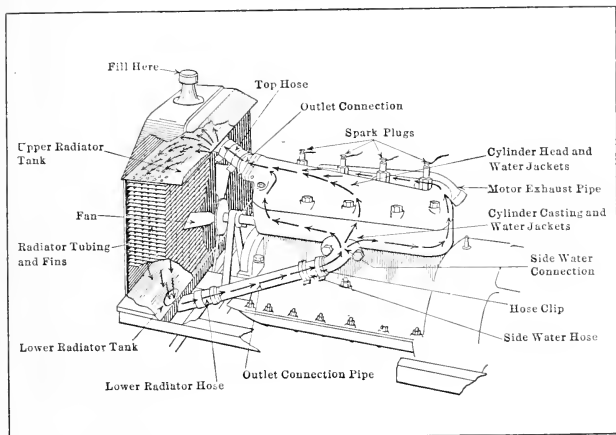 Fill Here
Top Hose
Outlet Connection
Spark Plugs
Upper Radiator
Tank
Cylinder Head and
Water Jackets
Motor Exhaust Pipe
Fan
Cylinder Casting and
Water Jackets
Radiator Tubing
and Fins
Side Water
Connection
Hose Clip
Side Water Hose
Lower Radiator Tank
Outlet Connection Pipe
Lower Radiator Hose